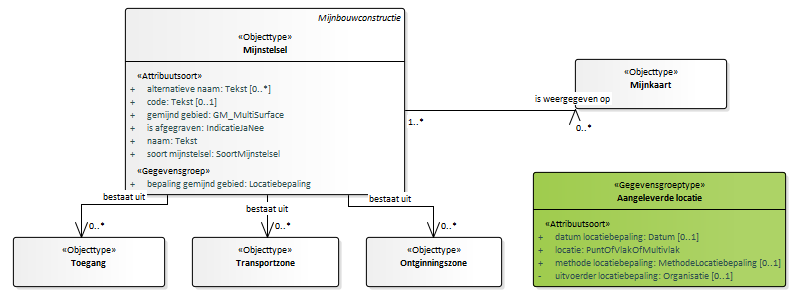 Mijnbouwconstructie
«Objecttype»
Mijnstelsel
«Attribuutsoort»
+ alternatieve naam: Tekst [0..*]
+ code: Tekst [0..1]
+ gemijnd gebied: GM_MultiSurface
+ is afgegraven: IndicatieJaNee
+ naam: Tekst
+ soort mijnstelsel: SoortMijnstelsel
«Gegevensgroep»
+ bepaling gemijnd gebied: Locatiebepaling
«Objecttype»
Mijnkaart
is weergegeven op
1..*
0..*
bestaat uit
0..*
bestaat uit
0..*
bestaat uit
0..*
«Objecttype»
Toegang
«Objecttype»
Transportzone
«Objecttype»
Ontginningszone
«Gegevensgroeptype»
Aangeleverde locatie
«Attribuutsoort»
+ datum locatiebepaling: Datum [0..1]
+ locatie: PuntOfVlakOfMultivlak
+ methode locatiebepaling: MethodeLocatiebepaling [0..1]
- uitvoerder locatiebepaling: Organisatie [0..1]